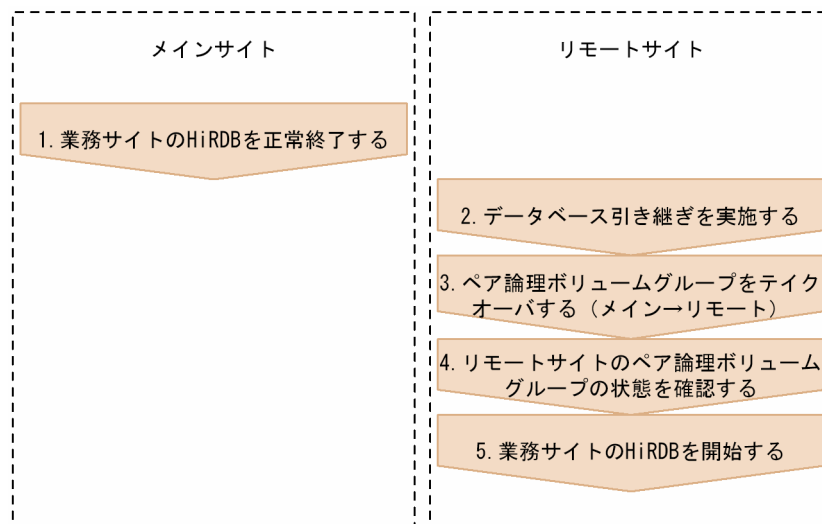 メインサイト
リモートサイト
1.業務サイトのHiRDBを正常終了する
2.データベース引き継ぎを実施する
3.ペア論理ボリュームグループをテイク
オーバする（メイン→リモート）
4.リモートサイトのペア論理ボリューム
グループの状態を確認する
5.業務サイトのHiRDBを開始する